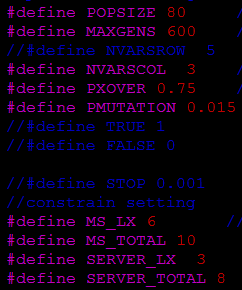 #define POPSIZE 80 /
#define MAXGENS 600 /
//#define NVARSROW 5
#define NVARSCOL 3 /
#define PXOVER 0.75 /
#define PMUTATION 0.015
//#define TRUE 1
//#define FALSE 0
//#define STOP 0.001
//constrain setting
#define MS_LX 6 //
#define MS_TOTAL 10
#define SERVER_LX 3
#define SERVER_TOTAL 8